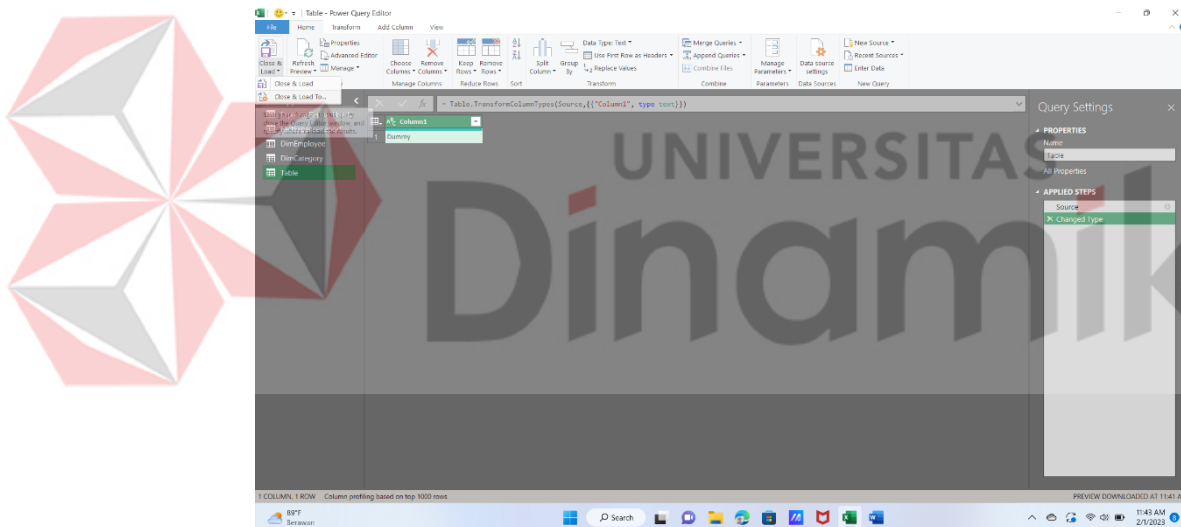 Table - Power Query Editor
File Home Transform Add Column View
Close & Load
Refresh Preview
Properties
Advanced Editor
Manage
Choose Columns
Remove Columns
Manage Columns
Keep Rows
Remove Rows
Reduce Rows
Sort
Split Column
Group By
Data Type: Text
Use First Row as Headers
Replace Values
Transform
Merge Queries
Append Queries
Combine Files
Combine
Manage Parameters
Parameters
Data source settings
Data Sources
New Source
Recent Sources
Enter Data
New Query
Close & Load
Close & Load To...
= Table.TransformColumnTypes(Source,{{"Column1", type text}})
DimEmployee
DimCategory
Table
Column1
1 Dummy
Query Settings
PROPERTIES
Name
Table
All Properties
APPLIED STEPS
Source
Changed Type
UNIVERSITAS
Dinamik
1 COLUMN, 1 ROW Column profiling based on top 1000 rows
PREVIEW DOWNLOADED AT 11:41 A
89°F
Berawan
Search
11:43 AM
2/1/2023